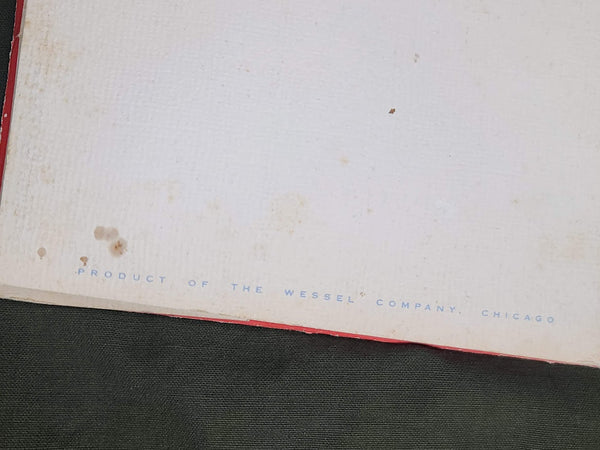 PRODUCT OF THE WESSEL COMPANY, CHICAGO